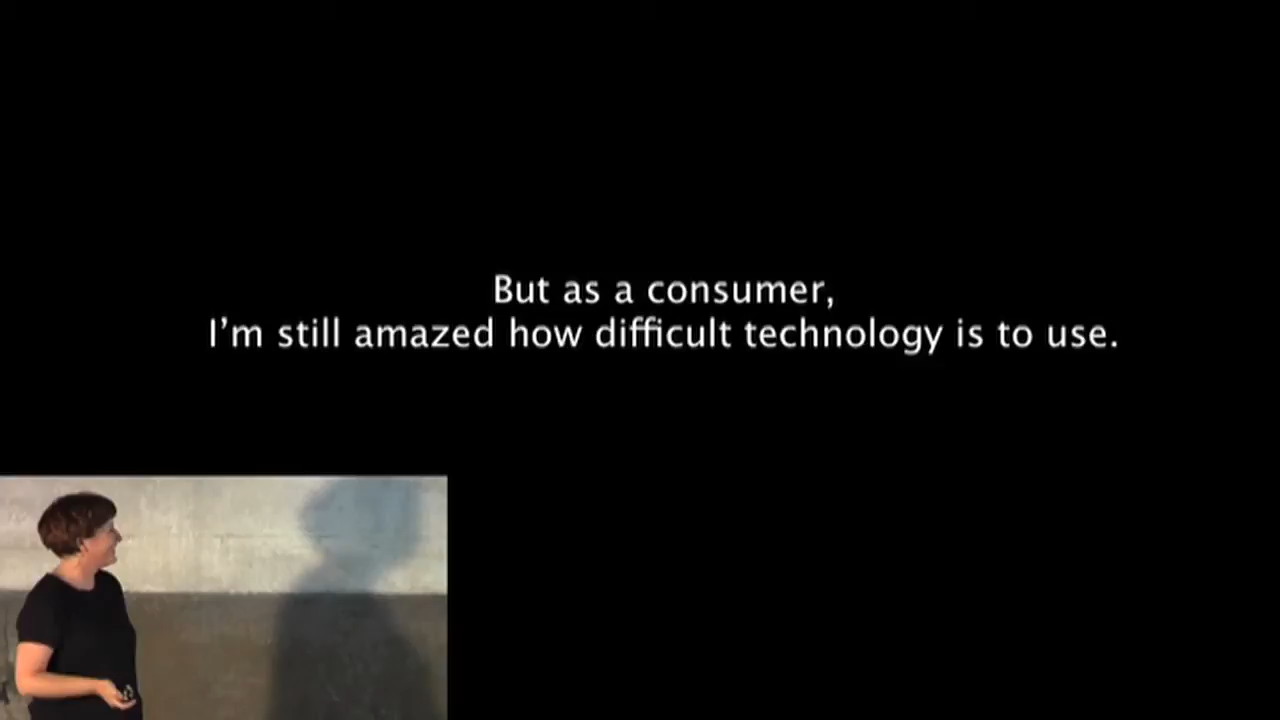 But as a consumer,
I'm still amazed how difficult technology is to use.